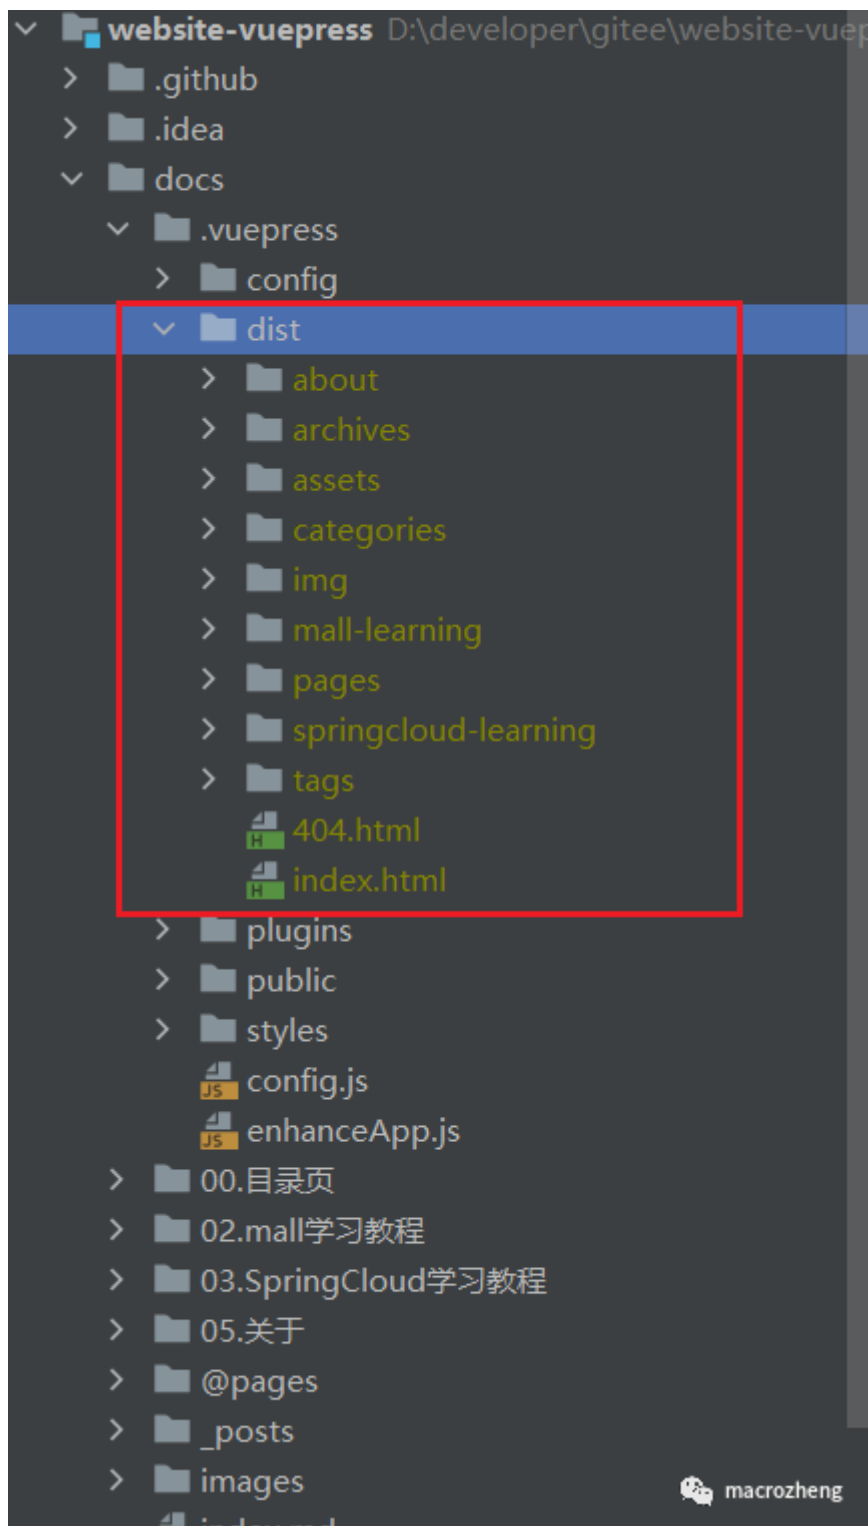 website-vuepress D:\developer\gitee\website-vuep
.github
.idea
docs
.vuepress
config
dist
about
archives
assets
categories
img
mall-learning
pages
springcloud-learning
tags
404.html
index.html
plugins
public
styles
config.js
enhanceApp.js
00.目录页
02.mall学习教程
03.SpringCloud学习教程
05.关于
@pages
_posts
images
macrozheng
index.md